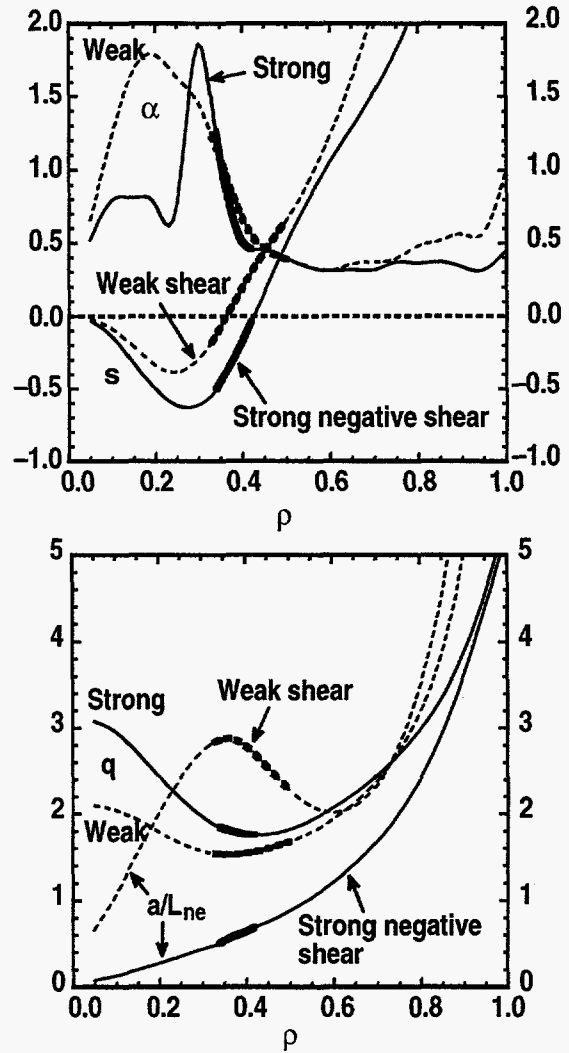 2.0 2.0
Weak
Strong
1.5 1.5
α
1.0 1.0
0.5 0.5
Weak shear
0.0 0.0
s
−0.5 −0.5
Strong negative shear
−1.0 −1.0
0.0 0.2 0.4 0.6 0.8 1.0
ρ
5 5
4 4
Strong
Weak shear
3 3
q
2 2
Weak
1 1
a/Lne
Strong negative
shear
0 0
0.0 0.2 0.4 0.6 0.8 1.0
ρ